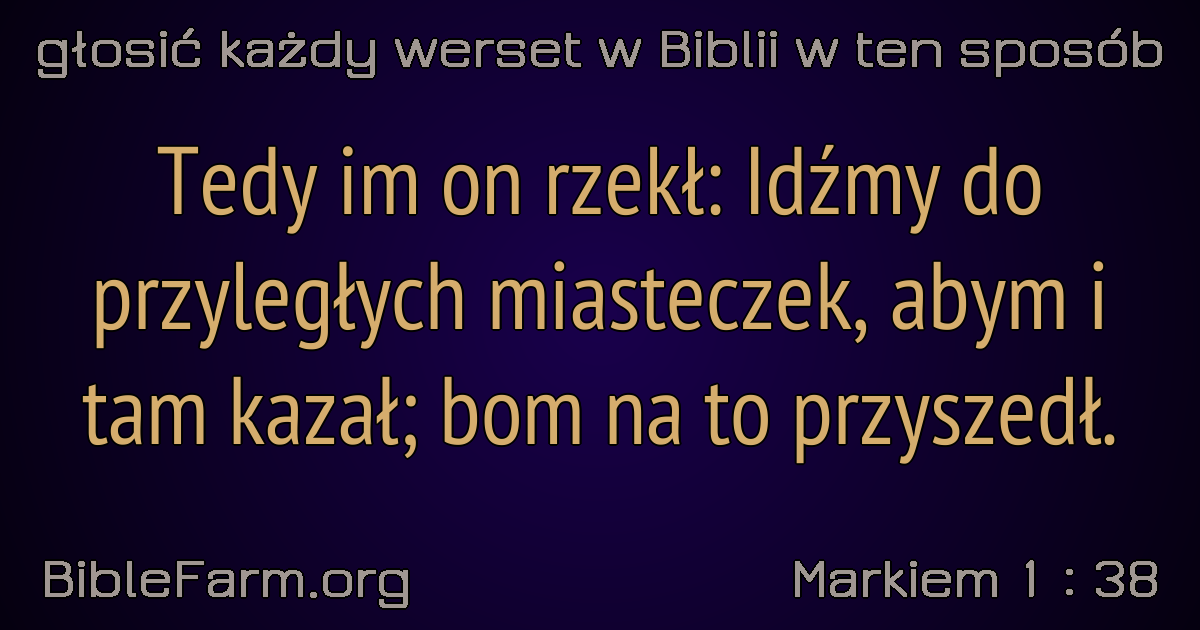 głosić każdy werset w Biblii w ten sposób
Tedy im on rzekł: Idźmy do
przyległych miasteczek, abym i
tam kazał; bom na to przyszedł.
BibleFarm.org
Markiem 1 : 38